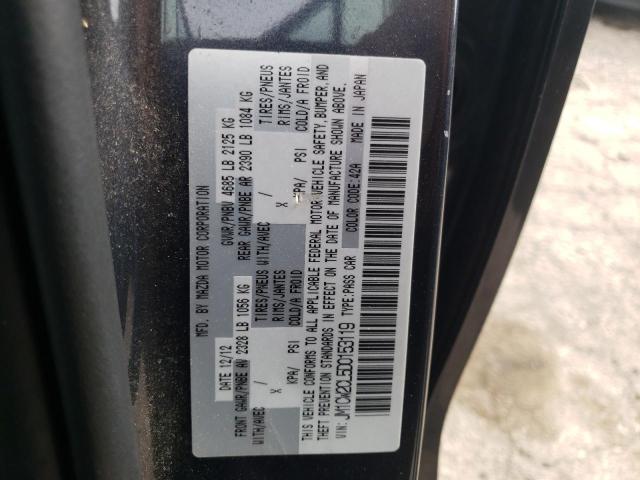 MFD. BY MAZDA MOTOR CORPORATION
DATE 12/12 GVWR/PNBV 4685 LB 2125 KG
FRONT GAWR/PNBE AV 2328 LB 1056 KG REAR GAWR/PNBE AR 2390 LB 1084 KG
WITH/AVEC / TIRES/PNEUS WITH/AVEC / TIRES/PNEUS
X RIMS/JANTES X RIMS/JANTES
KPA/ PSI COLD/A FROID KPA/ PSI COLD/A FROID
THIS VEHICLE CONFORMS TO ALL APPLICABLE FEDERAL MOTOR VEHICLE SAFETY, BUMPER, AND
THEFT PREVENTION STANDARDS IN EFFECT ON THE DATE OF MANUFACTURE SHOWN ABOVE.
VIN: JM1CW2CL5D0153119 TYPE:PASS CAR COLOR CODE:42A MADE IN JAPAN